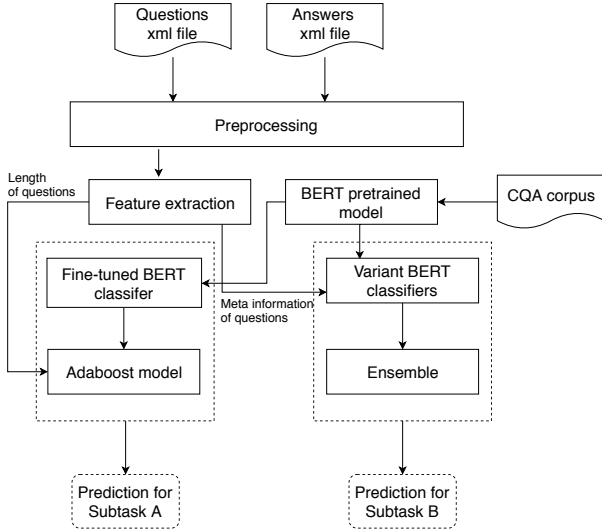 Questions
xml file
Answers
xml file
Preprocessing
Length
of questions
Feature extraction
BERT pretrained
model
CQA corpus
Fine-tuned BERT
classifer
Meta information
of questions
Variant BERT
classifiers
Adaboost model
Ensemble
Prediction for
Subtask A
Prediction for
Subtask B